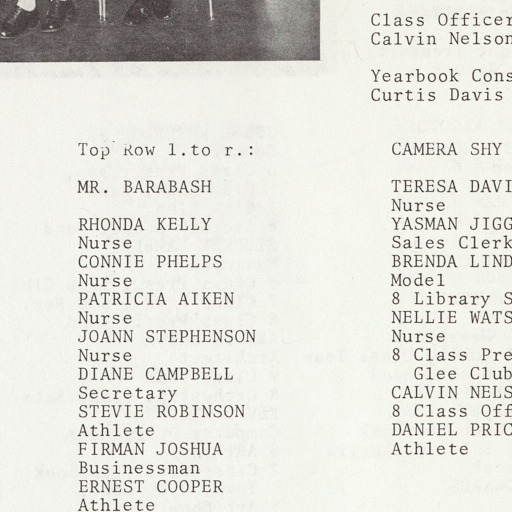 Class Officer
Calvin Nelson
Yearbook Cons
Curtis Davis
Top Row l.to r.:
MR. BARABASH
RHONDA KELLY
Nurse
CONNIE PHELPS
Nurse
PATRICIA AIKEN
Nurse
JOANN STEPHENSON
Nurse
DIANE CAMPBELL
Secretary
STEVIE ROBINSON
Athlete
FIRMAN JOSHUA
Businessman
ERNEST COOPER
Athlete
CAMERA SHY
TERESA DAVI
Nurse
YASMAN JIGG
Sales Clerk
BRENDA LIND
Model
8 Library S
NELLIE WATS
Nurse
8 Class Pre
Glee Club
CALVIN NELS
8 Class Off
DANIEL PRIC
Athlete